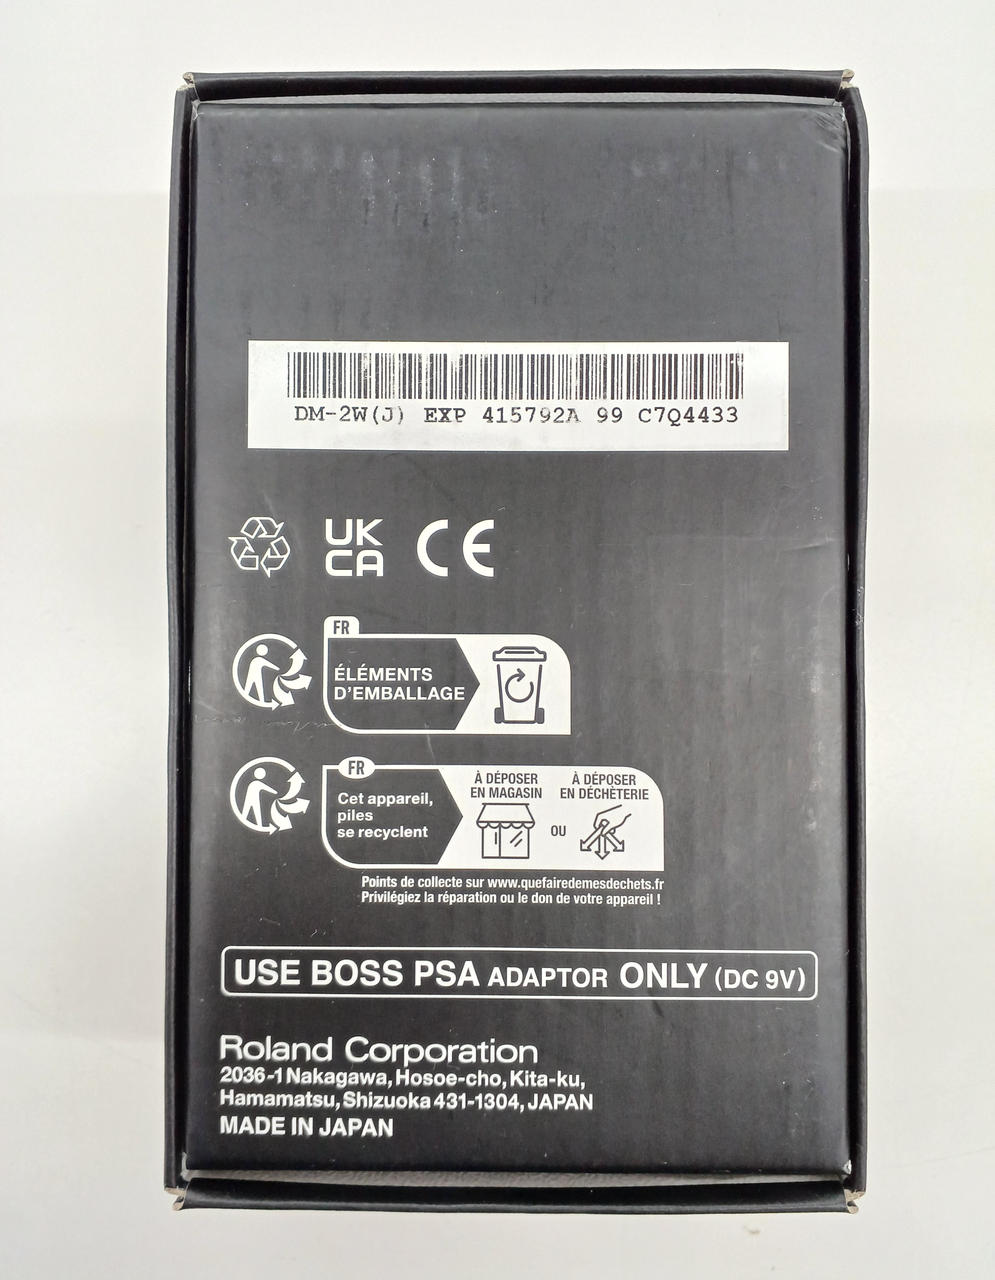 DM-2W(J) EXP 415792A 99 C7Q4433
UK
CA
CE
FR
ÉLÉMENTS
D'EMBALLAGE
FR
Cet appareil,
piles
se recyclent
À DÉPOSER
EN MAGASIN
OU
À DÉPOSER
EN DÉCHÈTERIE
Points de collecte sur www.quefairedemesdechets.fr
Privilégiez la réparation ou le don de votre appareil !
USE BOSS PSA ADAPTOR ONLY (DC 9V)
Roland Corporation
2036-1 Nakagawa, Hosoe-cho, Kita-ku,
Hamamatsu, Shizuoka 431-1304, JAPAN
MADE IN JAPAN